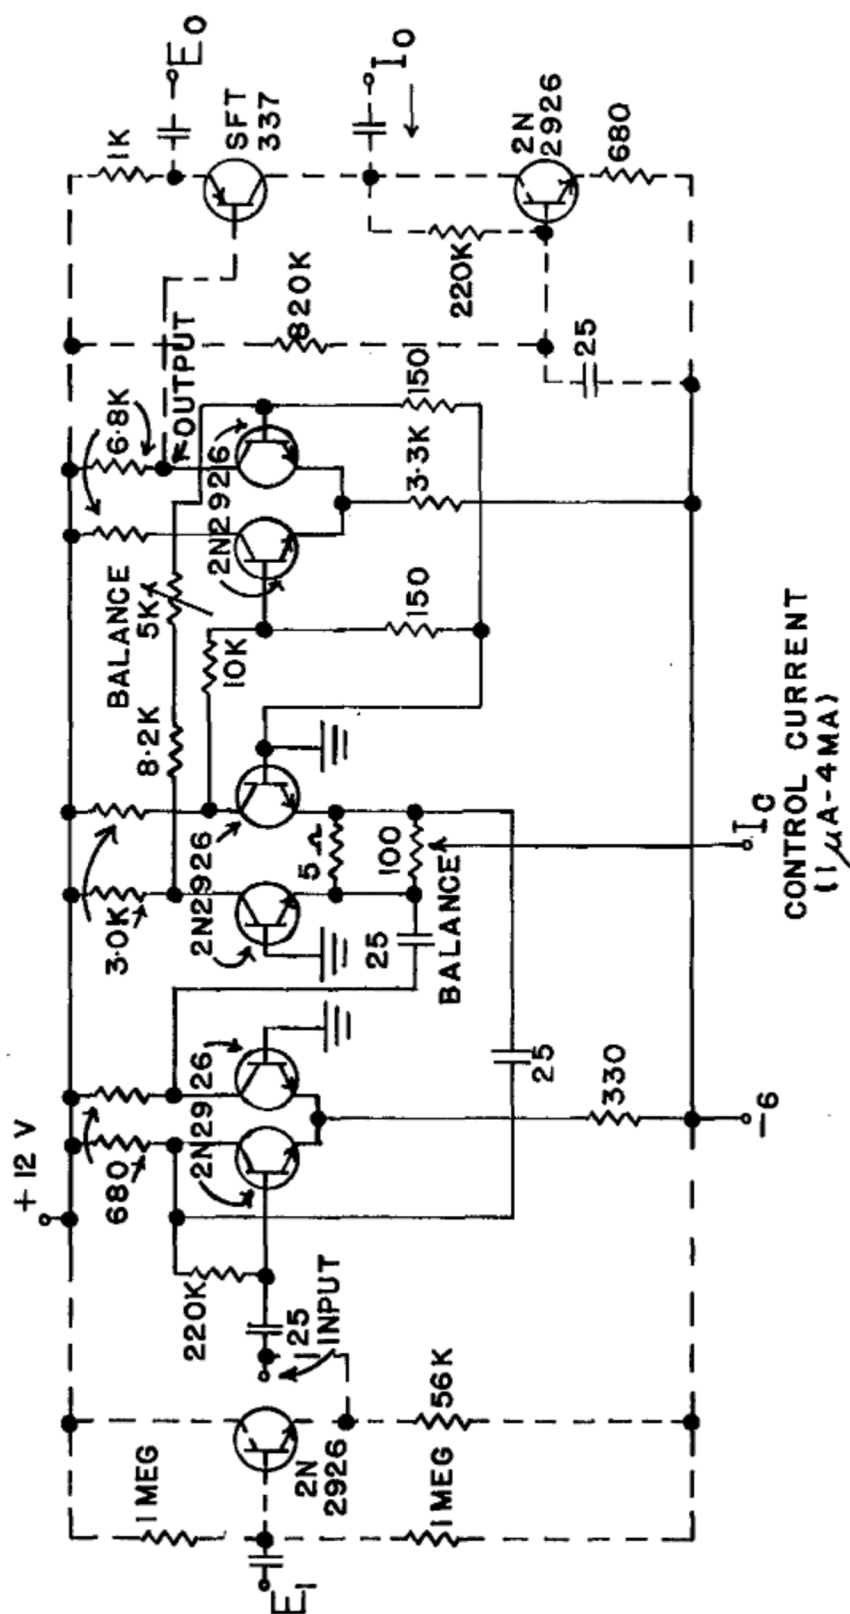 +12 V
E₁
1 MEG
1 MEG
2N
2926
56K
INPUT
25
220K
680
2N2926
330
-6
25
25
BALANCE
3.0K
2N2926
5Ω
100
I_C
CONTROL CURRENT
(1μA-4MA)
8.2K
BALANCE
5K
10K
150
2N2926
6.8K
OUTPUT
3.3K
150
820K
25
220K
1K
E₀
SFT
337
I₀
2N
2926
680